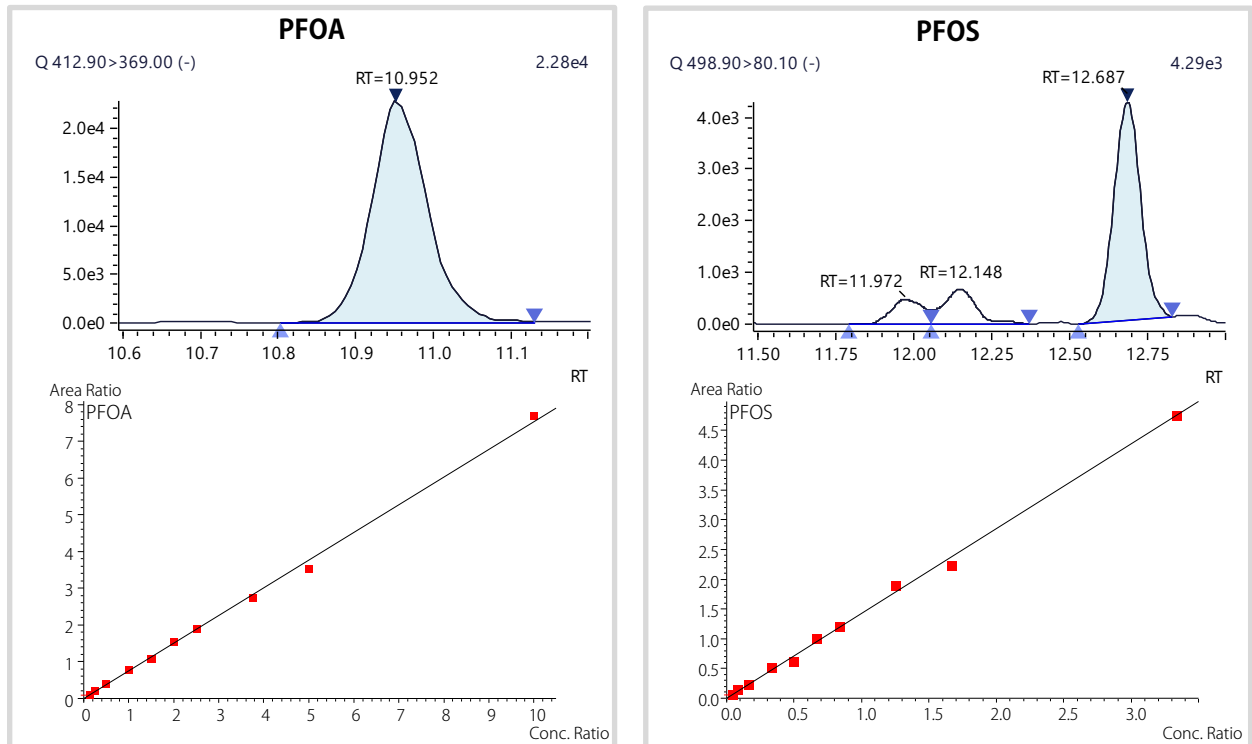 PFOA
Q 412.90>369.00 (-) 2.28e4
RT=10.952
2.0e4
1.5e4
1.0e4
5.0e3
0.0e0
10.6 10.7 10.8 10.9 11.0 11.1
RT
Area Ratio
PFOA
8
7
6
5
4
3
2
1
0
0 1 2 3 4 5 6 7 8 9 10
Conc. Ratio
PFOS
Q 498.90>80.10 (-) 4.29e3
RT=12.687
4.0e3
3.0e3
2.0e3
RT=11.972 RT=12.148
1.0e3
0.0e0
11.50 11.75 12.00 12.25 12.50 12.75
RT
Area Ratio
PFOS
4.5
4.0
3.5
3.0
2.5
2.0
1.5
1.0
0.5
0.0
0.0 0.5 1.0 1.5 2.0 2.5 3.0
Conc. Ratio